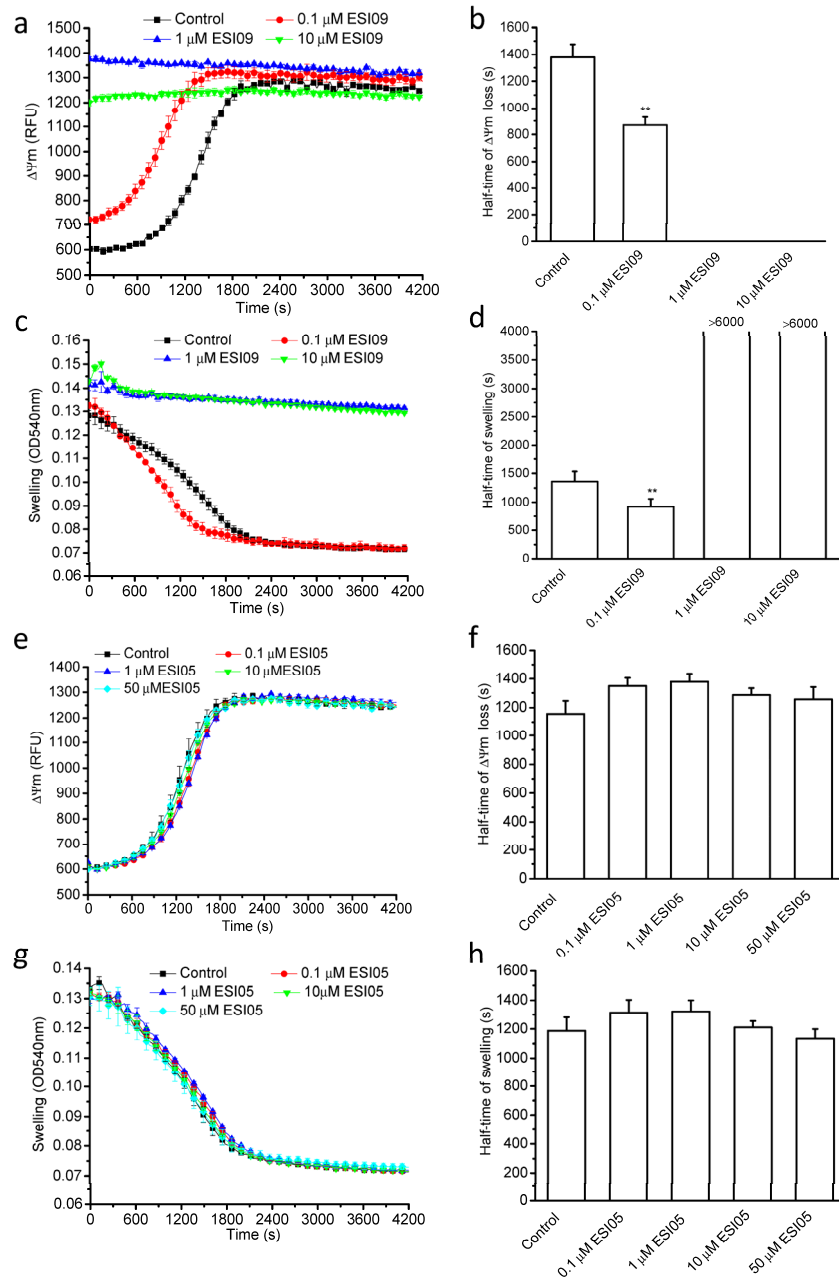 a
Control
0.1 µM ESI09
1 µM ESI09
10 µM ESI09
ΔΨm (RFU)
1400
1300
1200
1100
1000
900
800
700
600
500
0
600
1200
1800
2400
3000
3600
4200
Time (s)
b
Half-time of ΔΨm loss (s)
1600
1400
1200
1000
800
600
400
200
0
**
Control
0.1 µM ESI09
1 µM ESI09
10 µM ESI09
c
Control
0.1 µM ESI09
1 µM ESI09
10 µM ESI09
Swelling (OD540nm)
0.16
0.15
0.14
0.13
0.12
0.11
0.10
0.09
0.08
0.07
0.06
0
600
1200
1800
2400
3000
3600
4200
Time (s)
d
Half-time of swelling (s)
4000
3500
3000
2500
2000
1500
1000
500
0
**
>6000
>6000
Control
0.1 µM ESI09
1 µM ESI09
10 µM ESI09
e
Control
0.1 µM ESI05
1 µM ESI05
10 µMESI05
50 µMESI05
ΔΨm (RFU)
1400
1300
1200
1100
1000
900
800
700
600
500
0
600
1200
1800
2400
3000
3600
4200
Time (s)
f
Half-time of ΔΨm loss (s)
1600
1400
1200
1000
800
600
400
200
0
Control
0.1 µM ESI05
1 µM ESI05
10 µM ESI05
50 µM ESI05
g
Control
0.1 µM ESI05
1 µM ESI05
10µM ESI05
50 µM ESI05
Swelling (OD540nm)
0.14
0.13
0.12
0.11
0.10
0.09
0.08
0.07
0.06
0
600
1200
1800
2400
3000
3600
4200
Time (s)
h
Half-time of swelling (s)
1600
1400
1200
1000
800
600
400
200
0
Control
0.1 µM ESI05
1 µM ESI05
10 µM ESI05
50 µM ESI05